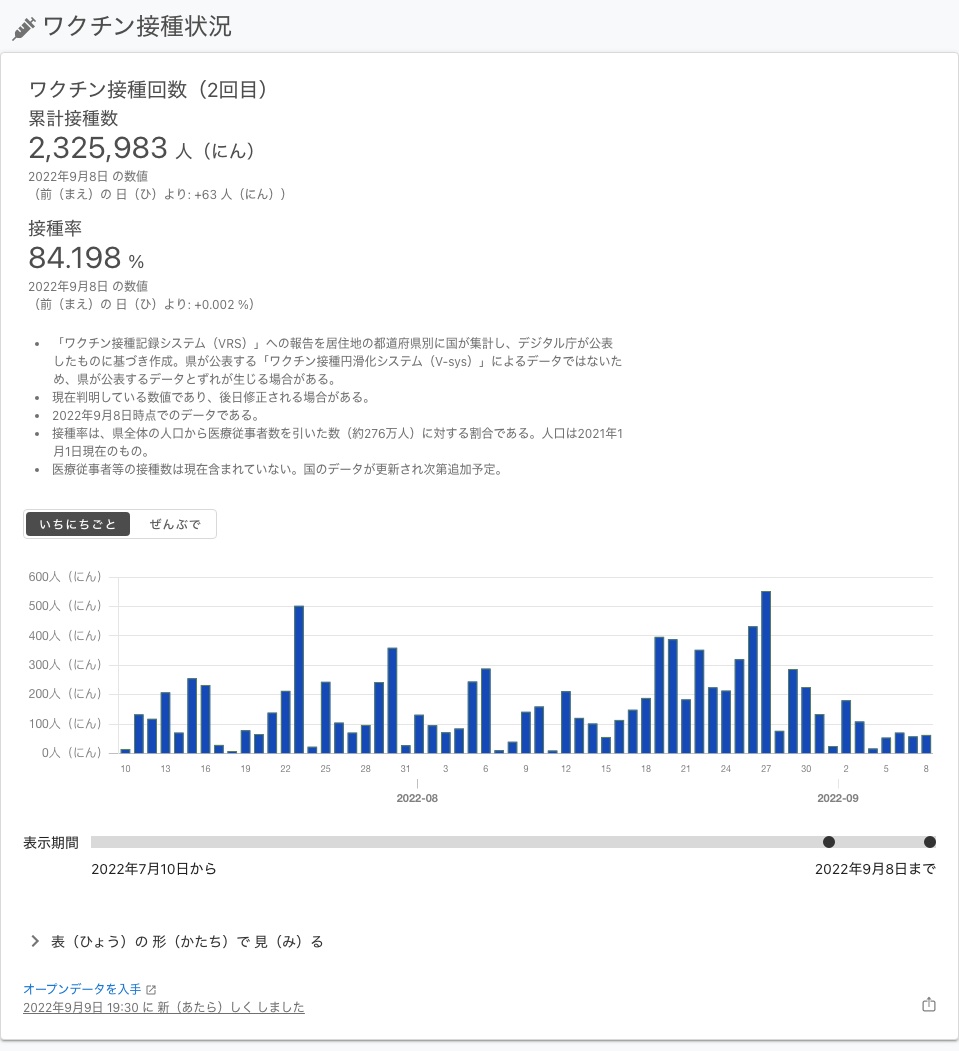 ワクチン接種状況
ワクチン接種回数（2回目）
累計接種数
2,325,983 人（にん）
2022年9月8日 の数値
（前（まえ）の 日（ひ）より: +63 人（にん））
接種率
84.198 %
2022年9月8日 の数値
（前（まえ）の 日（ひ）より: +0.002 %）
• 「ワクチン接種記録システム（VRS）」への報告を居住地の都道府県別に国が集計し、デジタル庁が公表
したものに基づき作成。県が公表する「ワクチン接種円滑化システム（V-sys）」によるデータではないた
め、県が公表するデータとずれが生じる場合がある。
• 現在判明している数値であり、後日修正される場合がある。
• 2022年9月8日時点でのデータである。
• 接種率は、県全体の人口から医療従事者数を引いた数（約276万人）に対する割合である。人口は2021年1
月1日現在のもの。
• 医療従事者等の接種数は現在含まれていない。国のデータが更新され次第追加予定。
いちにちごと ぜんぶで
600人（にん）
500人（にん）
400人（にん）
300人（にん）
200人（にん）
100人（にん）
0人（にん）
10 13 16 19 22 25 28 31 3 6 9 12 15 18 21 24 27 30 2 5 8
2022-08 2022-09
表示期間
2022年7月10日から 2022年9月8日まで
表（ひょう）の 形（かたち）で 見（み）る
オープンデータを入手
2022年9月9日 19:30 に 新（あたら）しく しました